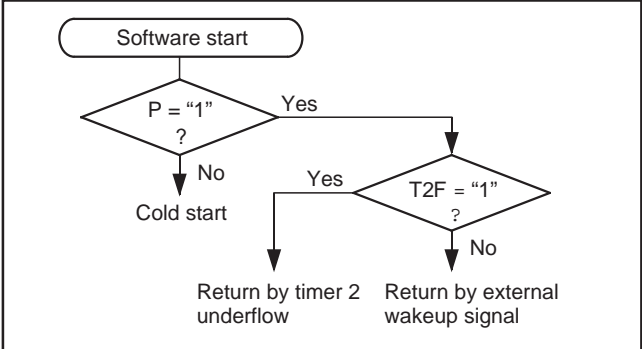 Software start
P = “1”
?
Yes
No
Cold start
T2F = “1”
?
Yes
No
Return by timer 2
underflow
Return by external
wakeup signal